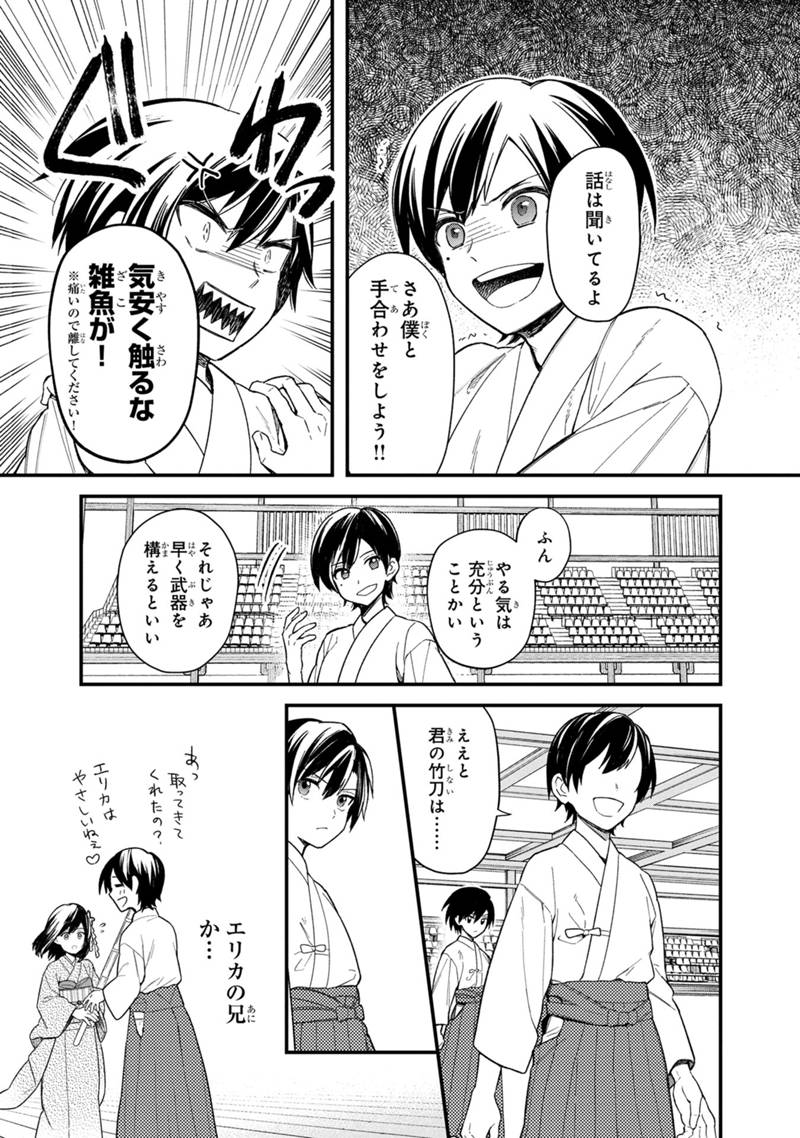 話は聞いてるよ
さあ僕と
手合わせをしよう!!
ぐわっ
気安く触るな
雑魚が!
※痛いので離してください!
ふん
やる気は
充分という
ことかい
それじゃあ
早く武器を
構えるといい
ええと
君の竹刀は……
あっ
取ってきて
くれたの?
エリカは
やさしいねぇ♡
エリカの兄
か…